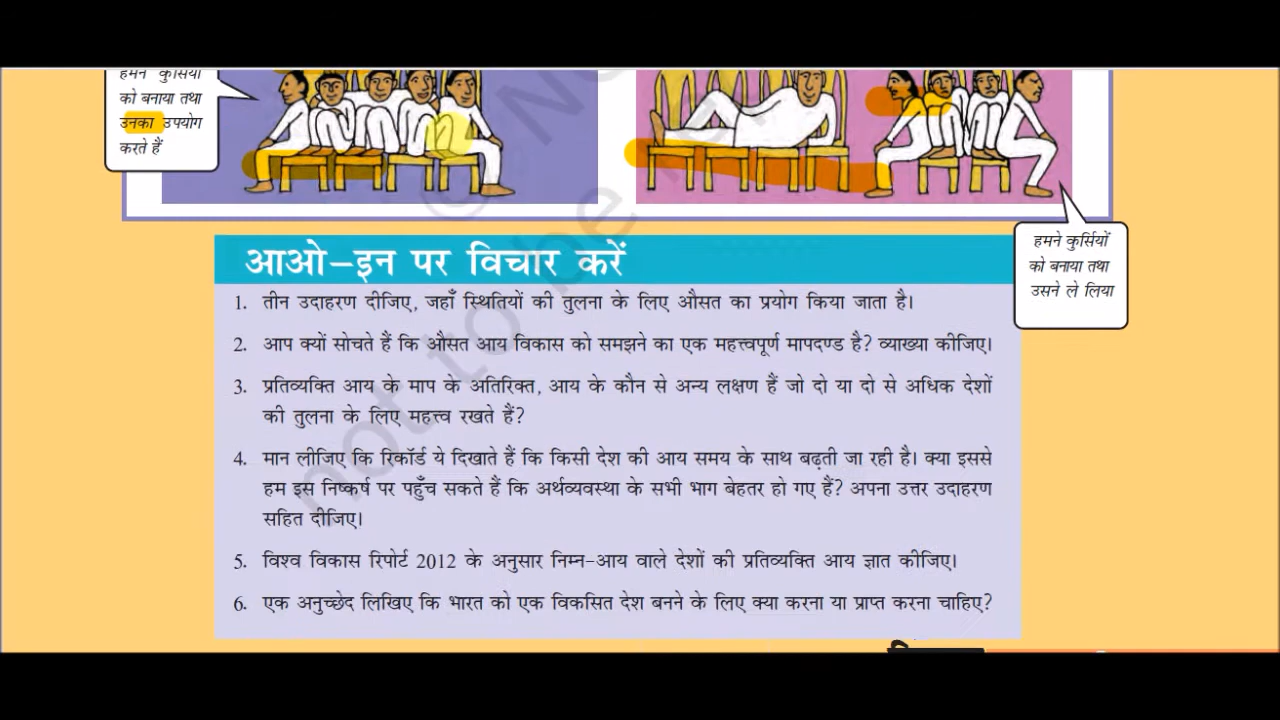 हमने कुर्सियों
को बनाया तथा
उनका उपयोग
करते हैं
हमने कुर्सियों
को बनाया तथा
उसने ले लिया
आओ–इन पर विचार करें
1. तीन उदाहरण दीजिए, जहाँ स्थितियों की तुलना के लिए औसत का प्रयोग किया जाता है।
2. आप क्यों सोचते हैं कि औसत आय विकास को समझने का एक महत्त्वपूर्ण मापदण्ड है? व्याख्या कीजिए।
3. प्रतिव्यक्ति आय के माप के अतिरिक्त, आय के कौन से अन्य लक्षण हैं जो दो या दो से अधिक देशों
की तुलना के लिए महत्त्व रखते हैं?
4. मान लीजिए कि रिकॉर्ड ये दिखाते हैं कि किसी देश की आय समय के साथ बढ़ती जा रही है। क्या इससे
हम इस निष्कर्ष पर पहुँच सकते हैं कि अर्थव्यवस्था के सभी भाग बेहतर हो गए हैं? अपना उत्तर उदाहरण
सहित दीजिए।
5. विश्व विकास रिपोर्ट 2012 के अनुसार निम्न-आय वाले देशों की प्रतिव्यक्ति आय ज्ञात कीजिए।
6. एक अनुच्छेद लिखिए कि भारत को एक विकसित देश बनने के लिए क्या करना या प्राप्त करना चाहिए?
not to be